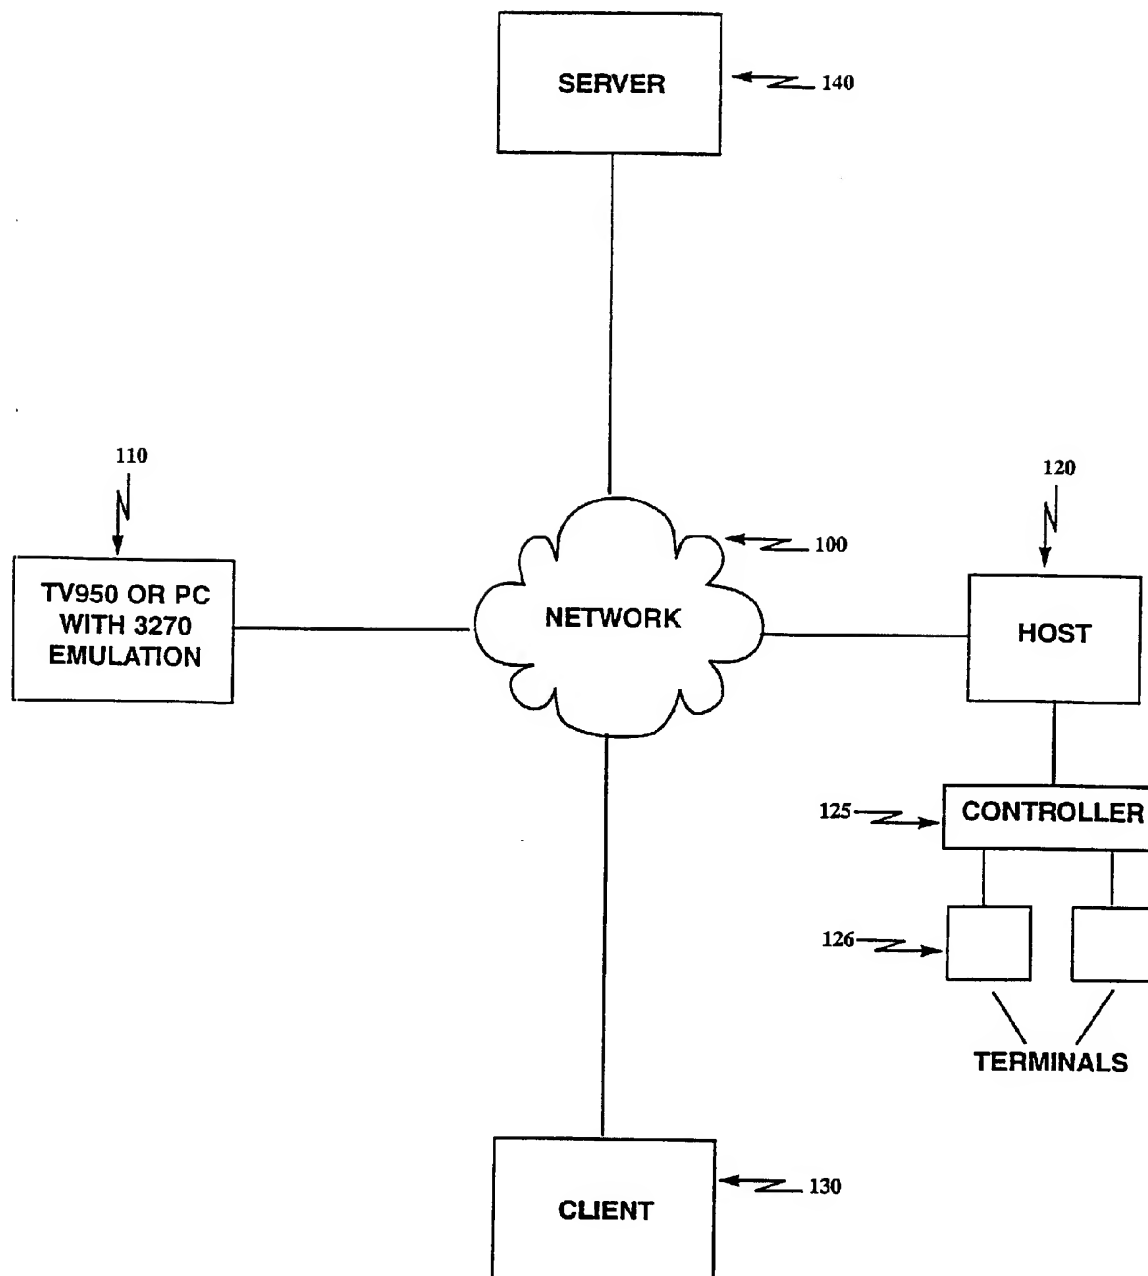 SERVER
140
110
TV950 OR PC
WITH 3270
EMULATION
100
NETWORK
120
HOST
125
CONTROLLER
126
TERMINALS
130
CLIENT